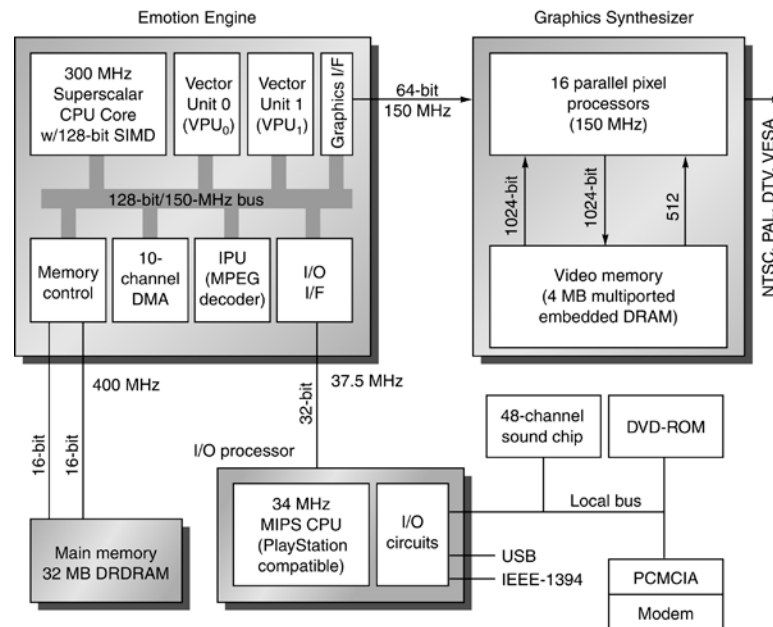 Emotion Engine
Graphics Synthesizer
300 MHz
Superscalar
CPU Core
w/128-bit SIMD
Vector
Unit 0
(VPU₀)
Vector
Unit 1
(VPU₁)
Graphics I/F
64-bit
150 MHz
16 parallel pixel
processors
(150 MHz)
NTSC, PAL, DTV, VESA
128-bit/150-MHz bus
1024-bit
1024-bit
512
Memory
control
10-
channel
DMA
IPU
(MPEG
decoder)
I/O
I/F
Video memory
(4 MB multiported
embedded DRAM)
16-bit
16-bit
400 MHz
32-bit
37.5 MHz
I/O processor
48-channel
sound chip
DVD-ROM
Main memory
32 MB DRDRAM
34 MHz
MIPS CPU
(PlayStation
compatible)
I/O
circuits
Local bus
USB
IEEE-1394
PCMCIA
Modem